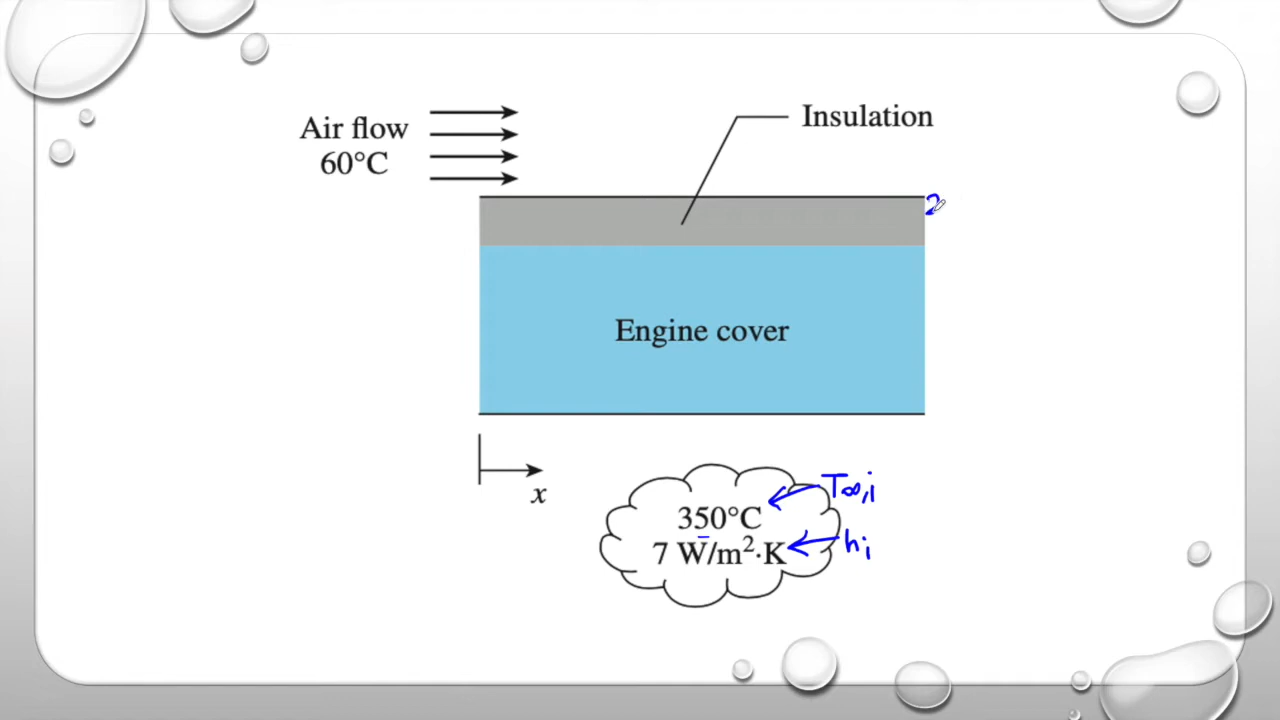 Air flow
60°C
Insulation
Engine cover
x
T∞,i
350°C
7 W/m²·K
hi